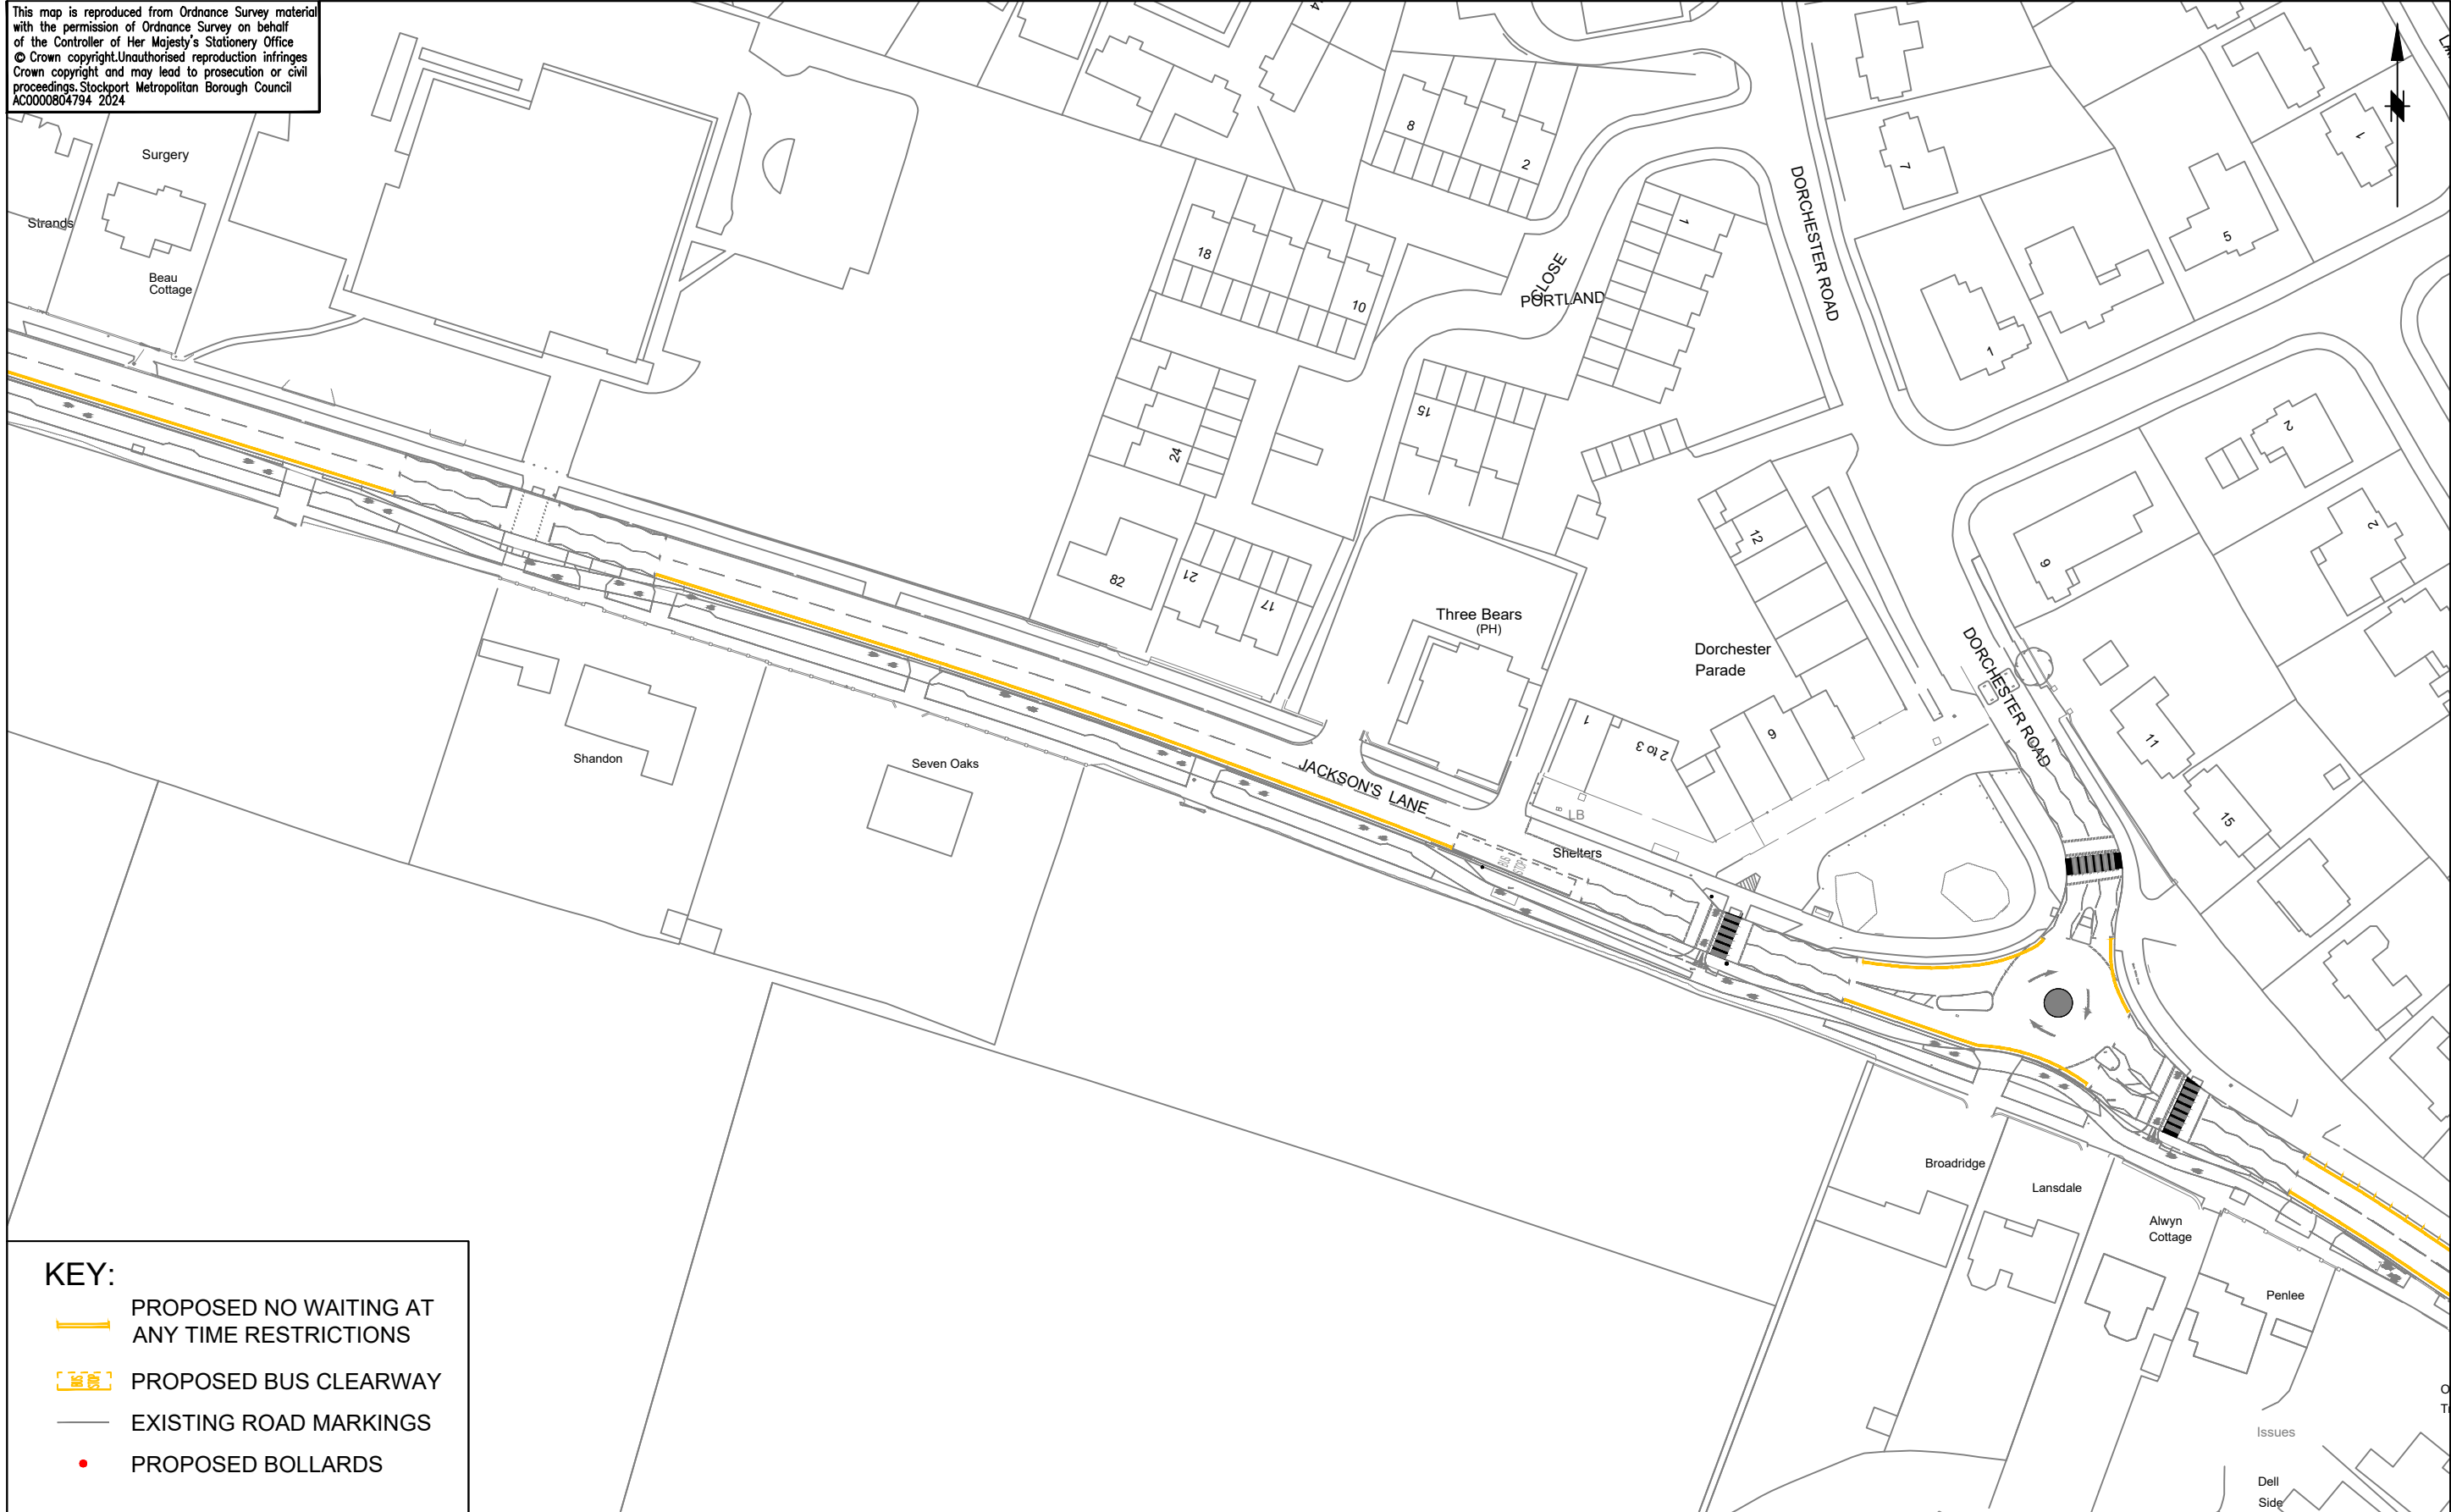 This map is reproduced from Ordnance Survey material
with the permission of Ordnance Survey on behalf
of the Controller of Her Majesty's Stationery Office
© Crown copyright.Unauthorised reproduction infringes
Crown copyright and may lead to prosecution or civil
proceedings. Stockport Metropolitan Borough Council
AC0000804794 2024
Surgery
Strands
Beau
Cottage
8
2
18
10
1
CLOSE
PORTLAND
DORCHESTER ROAD
7
1
5
1
15
24
82
21
17
Three Bears
(PH)
12
Dorchester
Parade
1
2 to 3
6
LB
Shelters
BUS
STOP
JACKSON'S LANE
DORCHESTER ROAD
9
2
2
11
15
Shandon
Seven Oaks
Broadridge
Lansdale
Alwyn
Cottage
Penlee
Issues
Dell
Side
KEY:
PROPOSED NO WAITING AT
ANY TIME RESTRICTIONS
BUS
STOP
PROPOSED BUS CLEARWAY
EXISTING ROAD MARKINGS
PROPOSED BOLLARDS